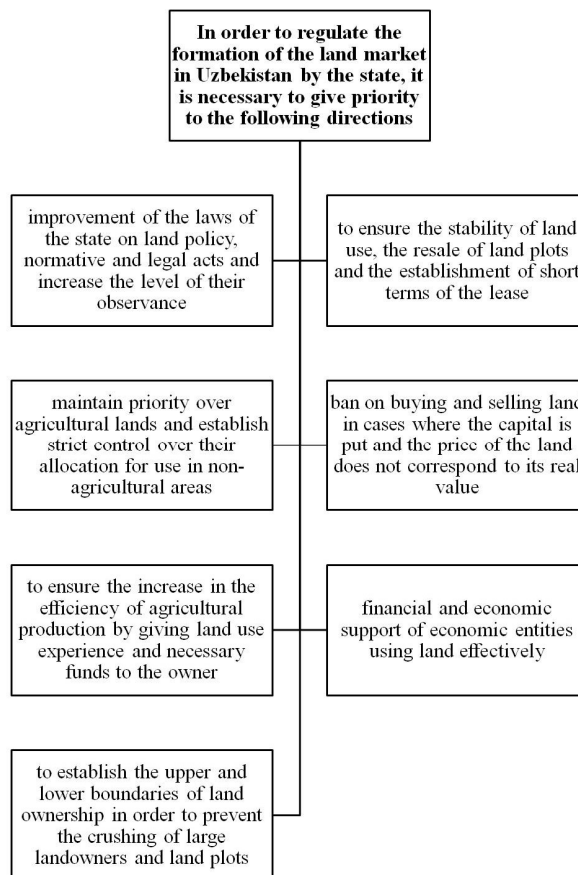 In order to regulate the
formation of the land market
in Uzbekistan by the state, it
is necessary to give priority
to the following directions
improvement of the laws of
the state on land policy,
normative and legal acts and
increase the level of their
observance
to ensure the stability of land
use, the resale of land plots
and the establishment of short
terms of the lease
maintain priority over
agricultural lands and establish
strict control over their
allocation for use in non-
agricultural areas
ban on buying and selling land
in cases where the capital is
put and the price of the land
does not correspond to its real
value
to ensure the increase in the
efficiency of agricultural
production by giving land use
experience and necessary
funds to the owner
financial and economic
support of economic entities
using land effectively
to establish the upper and
lower boundaries of land
ownership in order to prevent
the crushing of large
landowners and land plots